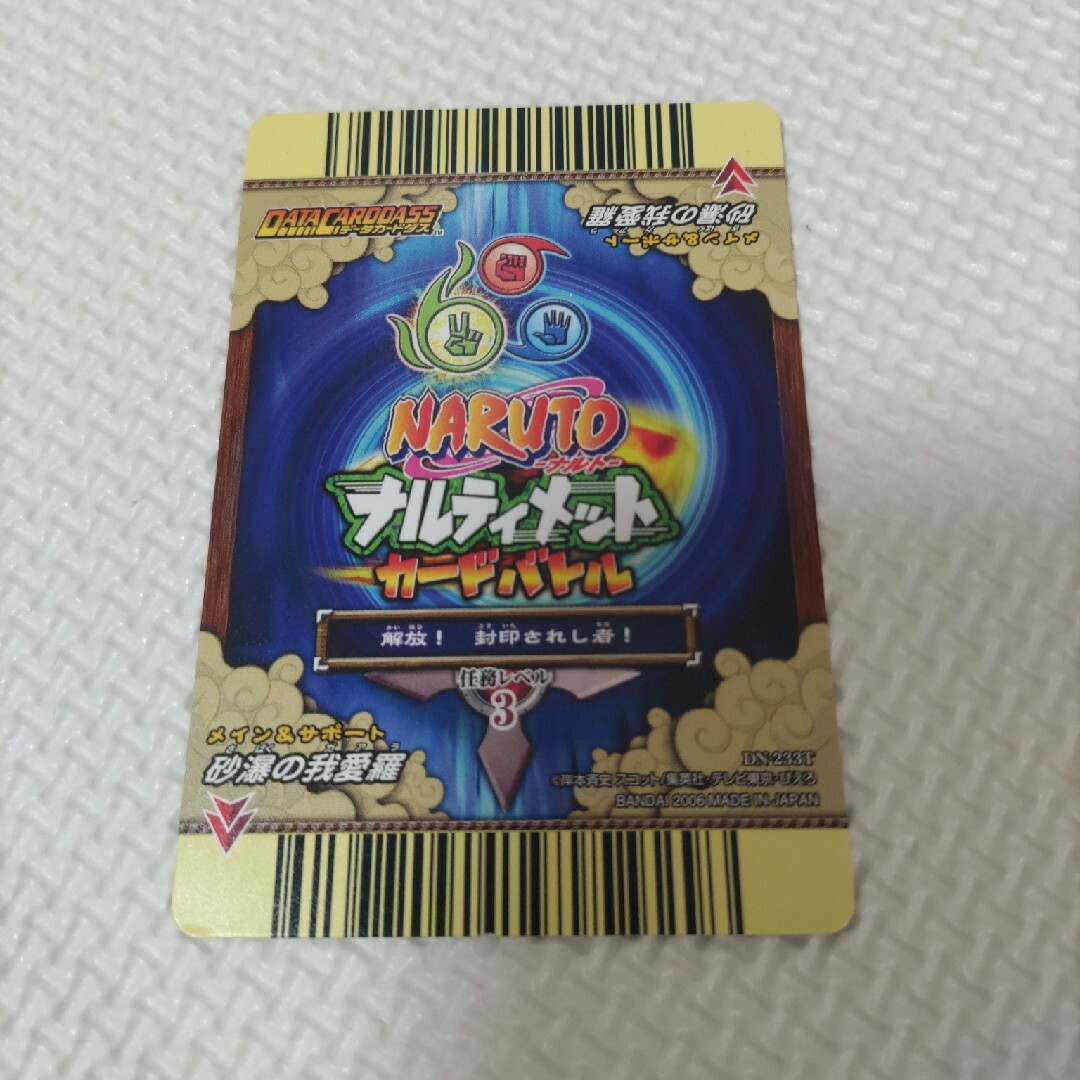 DATA CARDDASS™
データカードダス
メイン&サポート
砂瀑の我愛羅
NARUTO
-ナルト-
ナルティメット
カードバトル
解放! 封印されし者!
任務レベル
3
メイン&サポート
砂瀑の我愛羅
DN-233T
©岸本斉史 スコット/集英社・テレビ東京・ぴえろ
BANDAI 2006 MADE IN JAPAN